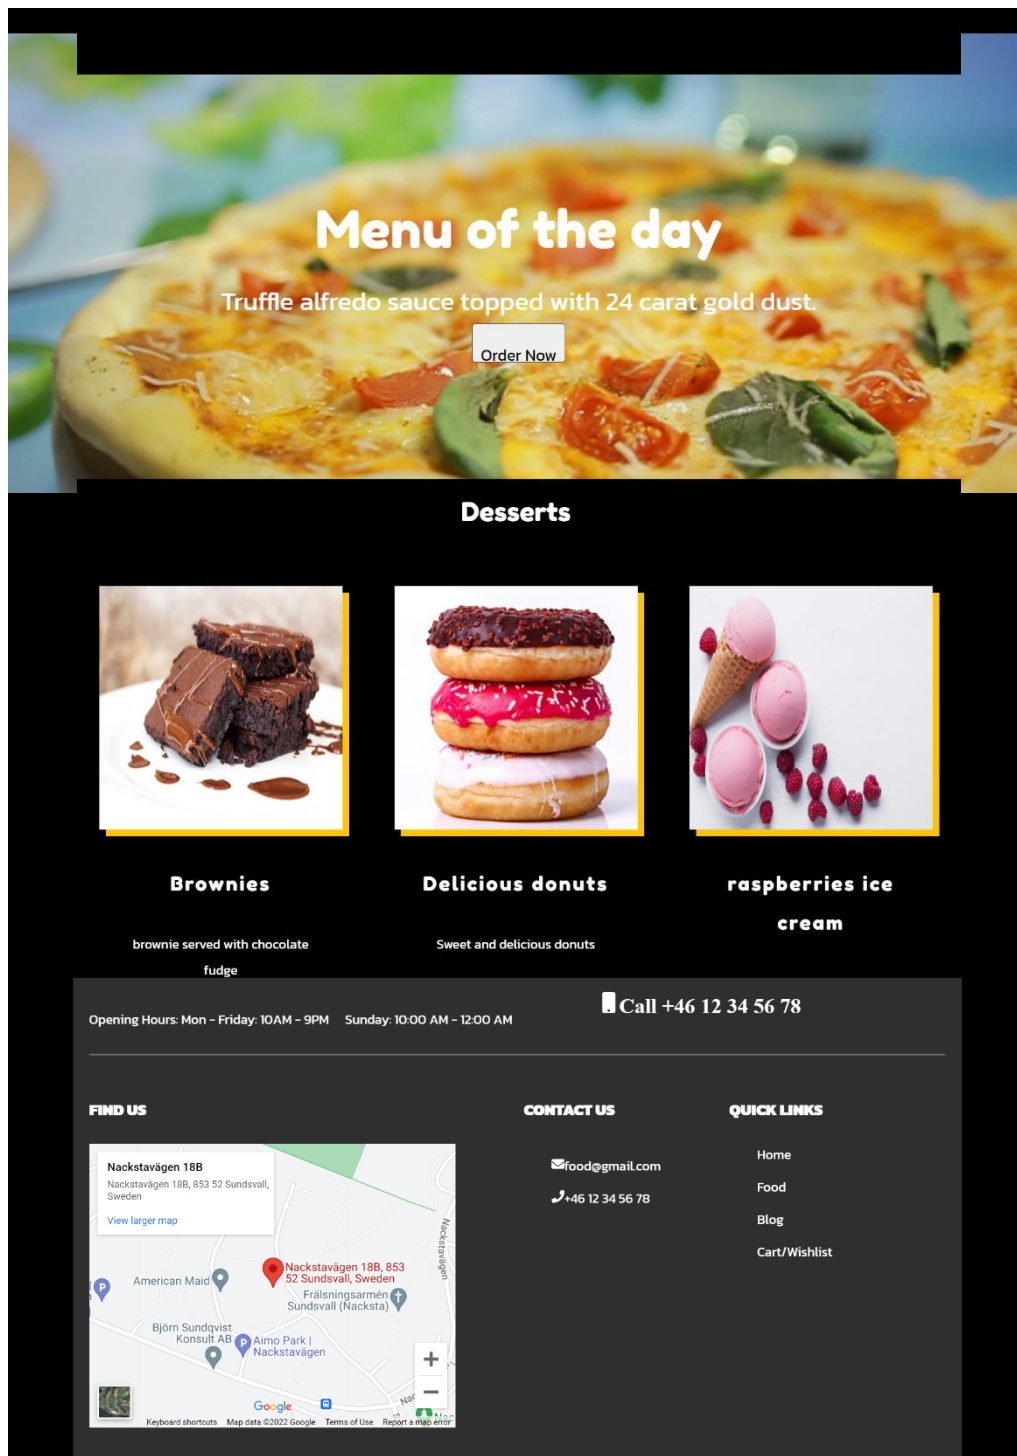 Menu of the day
Truffle alfredo sauce topped with 24 carat gold dust.
Order Now
Desserts
Brownies
brownie served with chocolate
fudge
Delicious donuts
Sweet and delicious donuts
raspberries ice
cream
Opening Hours: Mon - Friday: 10AM - 9PM Sunday: 10:00 AM - 12:00 AM
Call +46 12 34 56 78
FIND US
Nackstavägen 18B
Nackstavägen 18B, 853 52 Sundsvall,
Sweden
View larger map
Nackstavägen
Nackstavägen 18B, 853
52 Sundsvall, Sweden
American Maid
Frälsningsarmén
Sundsvall (Nacksta)
Björn Sundqvist
Konsult AB
P
P
Aimo Park |
Nackstavägen
Google
Keyboard shortcuts Map data ©2022 Google Terms of Use Report a map error
CONTACT US
food@gmail.com
+46 12 34 56 78
QUICK LINKS
Home
Food
Blog
Cart/Wishlist